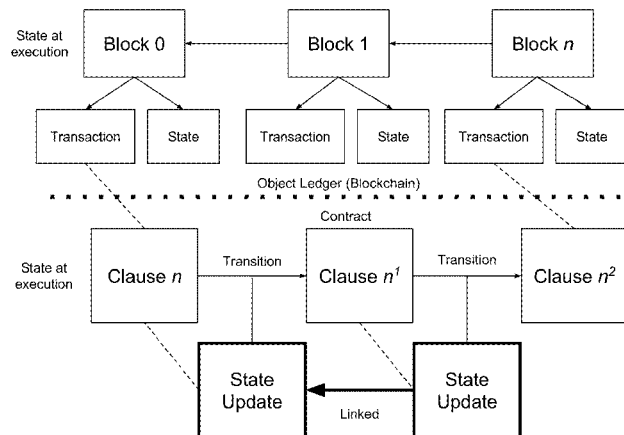 State at
execution
Block 0
Block 1
Block n
Transaction
State
Transaction
State
Transaction
State
Object Ledger (Blockchain)
Contract
State at
execution
Clause n
Transition
Clause n¹
Transition
Clause n²
State
Update
Linked
State
Update